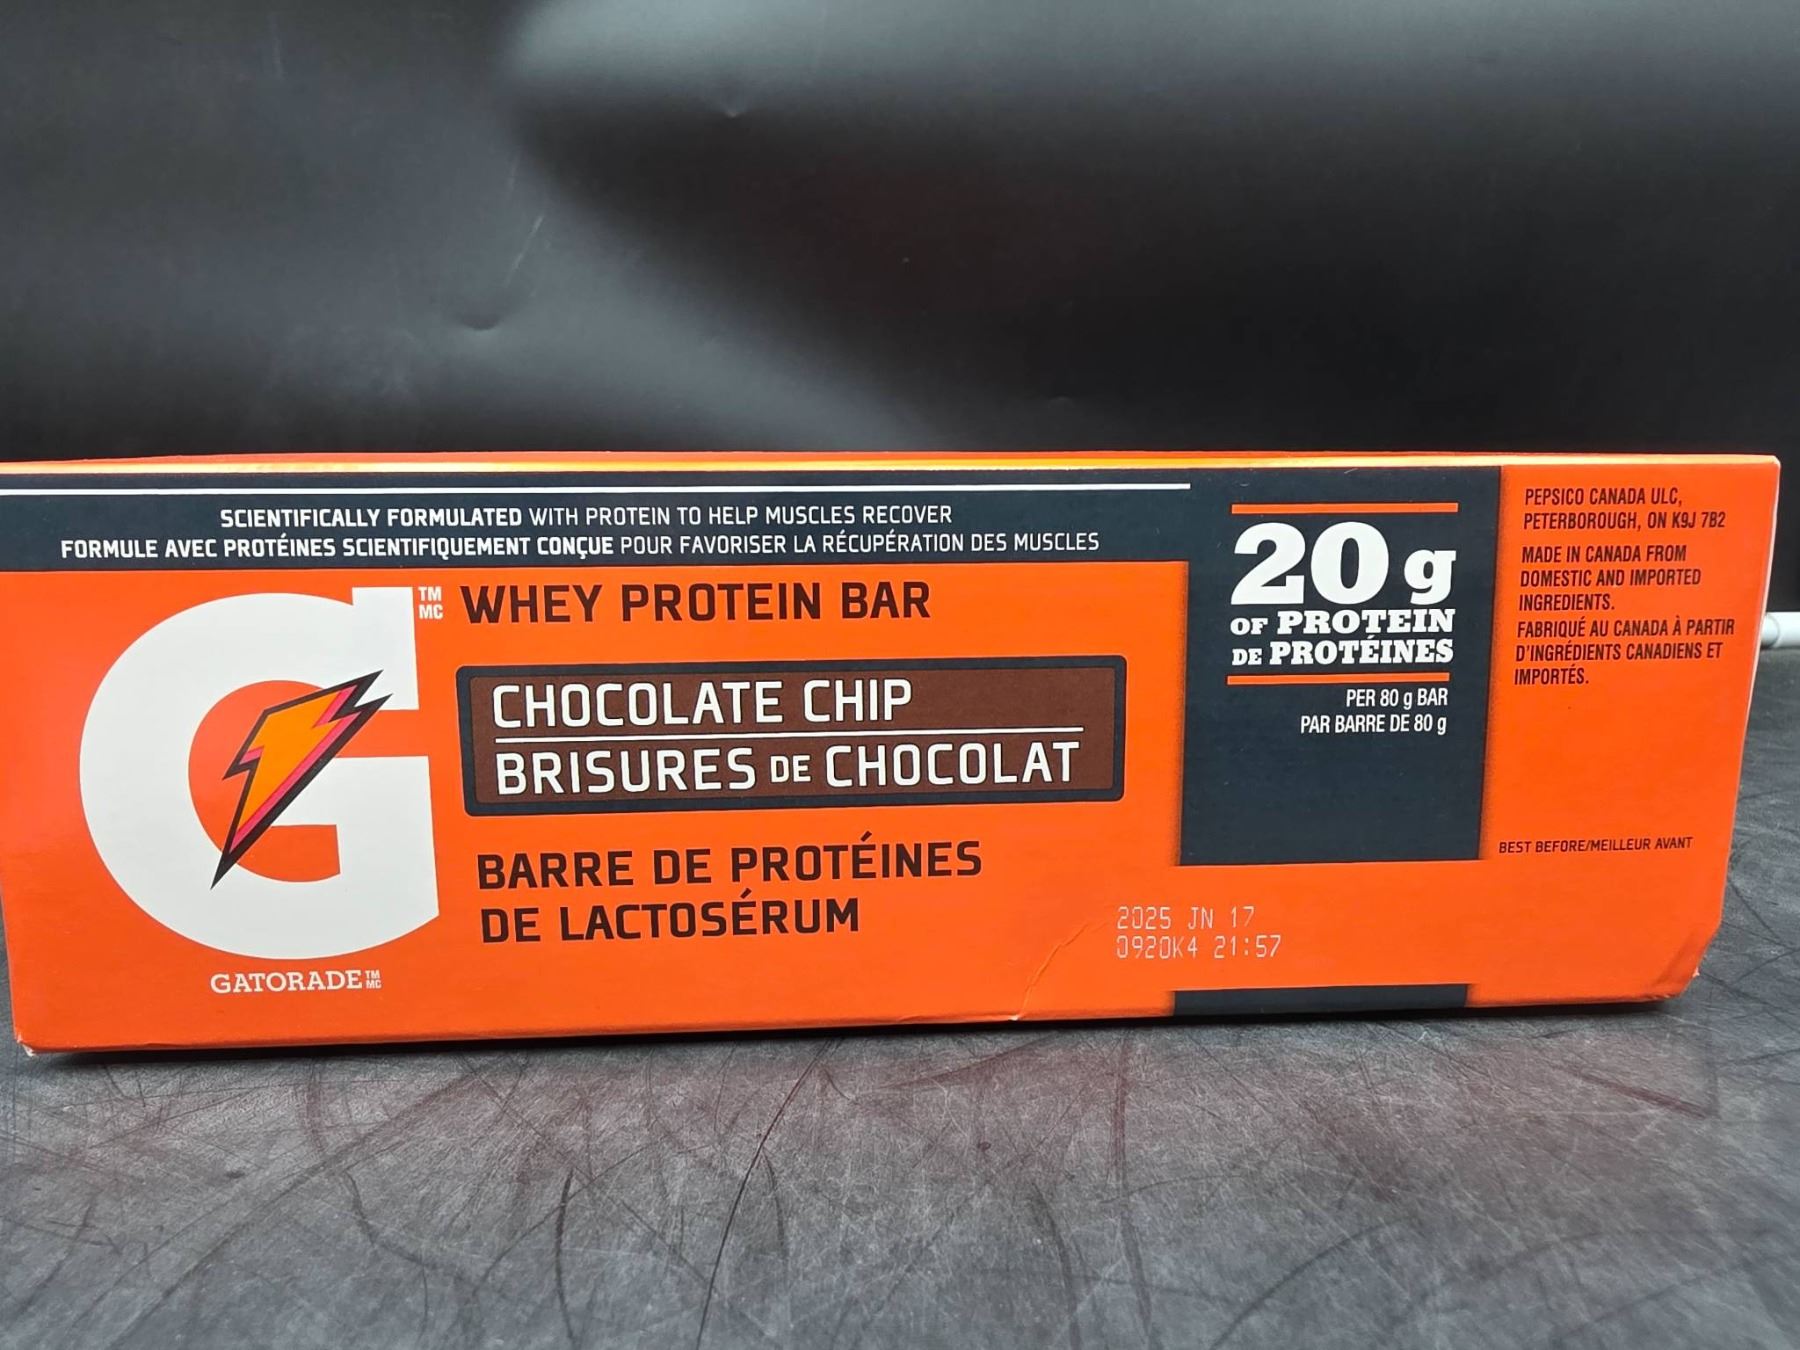 SCIENTIFICALLY FORMULATED WITH PROTEIN TO HELP MUSCLES RECOVER
FORMULE AVEC PROTÉINES SCIENTIFIQUEMENT CONÇUE POUR FAVORISER LA RÉCUPÉRATION DES MUSCLES
G
TM
MC
GATORADE TM MC
WHEY PROTEIN BAR
CHOCOLATE CHIP
BRISURES DE CHOCOLAT
BARRE DE PROTÉINES
DE LACTOSÉRUM
20 g
OF PROTEIN
DE PROTÉINES
PER 80 g BAR
PAR BARRE DE 80 g
PEPSICO CANADA ULC,
PETERBOROUGH, ON K9J 7B2
MADE IN CANADA FROM
DOMESTIC AND IMPORTED
INGREDIENTS.
FABRIQUÉ AU CANADA À PARTIR
D'INGRÉDIENTS CANADIENS ET
IMPORTÉS.
BEST BEFORE/MEILLEUR AVANT
2025 JN 17
0920K4 21:57